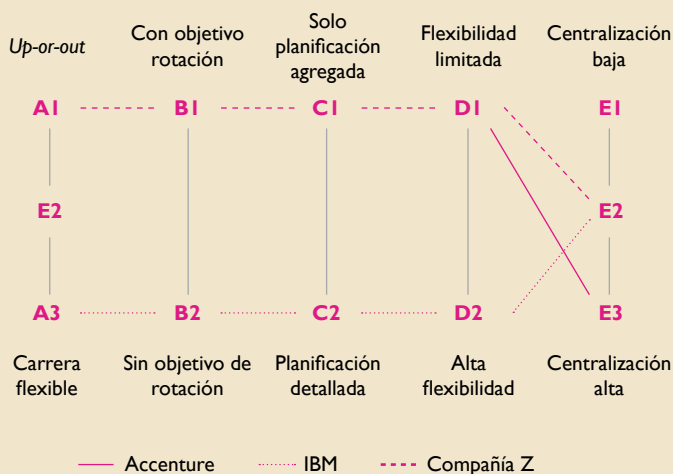 Up-or-out
Con objetivo
rotación
Solo
planificación
agregada
Flexibilidad
limitada
Centralización
baja
A1 B1 C1 D1 E1
E2 E2
A3 B2 C2 D2 E3
Carrera
flexible
Sin objetivo de
rotación
Planificación
detallada
Alta
flexibilidad
Centralización
alta
Accenture IBM Compañía Z